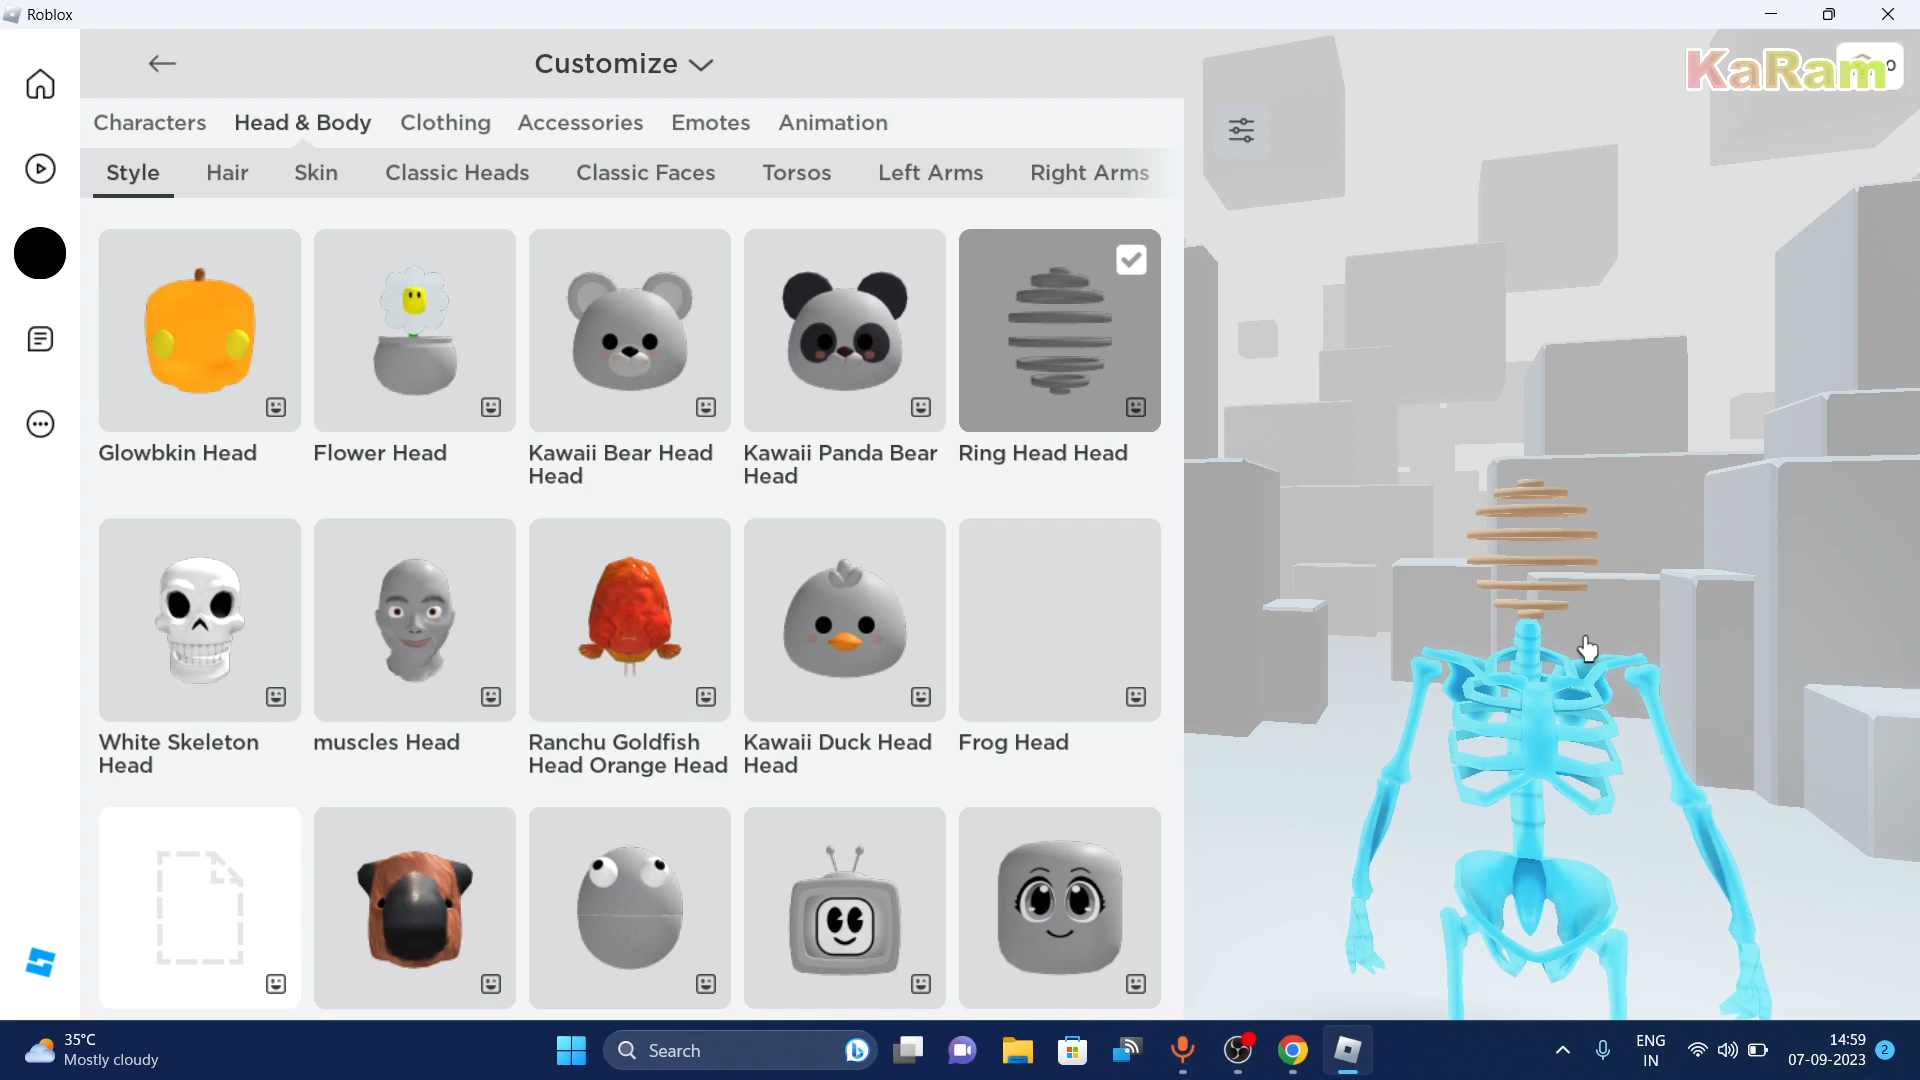 Roblox
Customize
KaRam
0
Characters Head & Body Clothing Accessories Emotes Animation
Style Hair Skin Classic Heads Classic Faces Torsos Left Arms Right Arms
Glowbkin Head
Flower Head
Kawaii Bear Head
Head
Kawaii Panda Bear
Head
Ring Head Head
White Skeleton
Head
muscles Head
Ranchu Goldfish
Head Orange Head
Kawaii Duck Head
Head
Frog Head
35°C
Mostly cloudy
Search
ENG
IN
14:59
07-09-2023
2